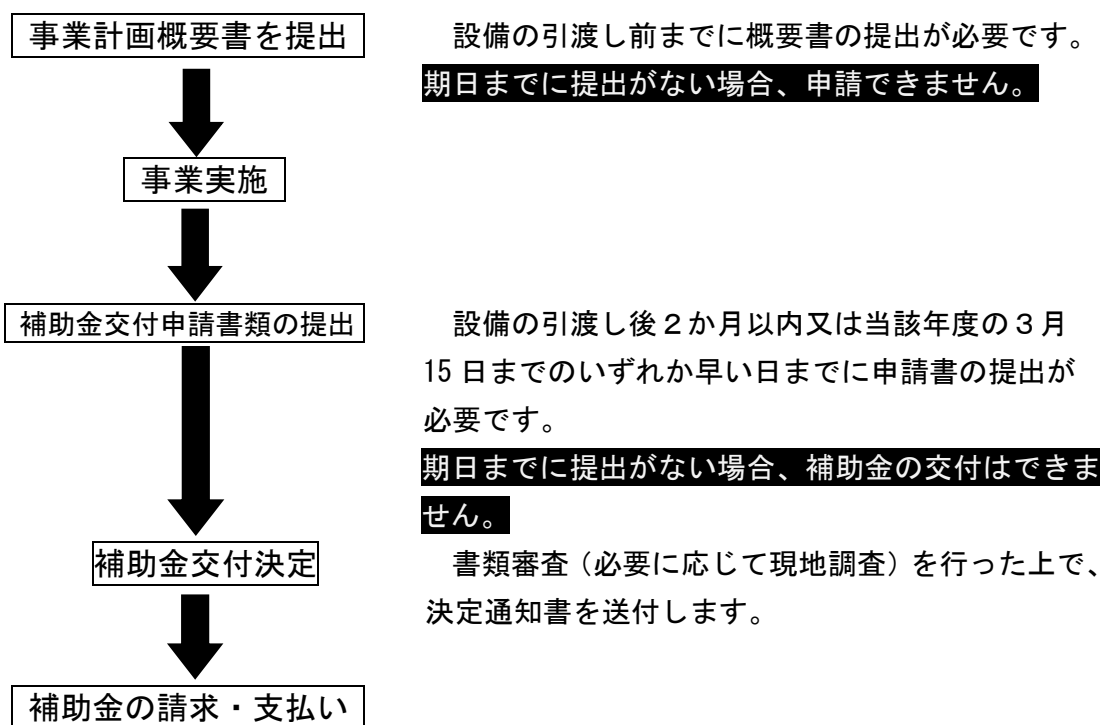 事業計画概要書を提出
設備の引渡し前までに概要書の提出が必要です。
期日までに提出がない場合、申請できません。
事業実施
補助金交付申請書類の提出
設備の引渡し後２か月以内又は当該年度の３月
15日までのいずれか早い日までに申請書の提出が
必要です。
期日までに提出がない場合、補助金の交付はできま
せん。
補助金交付決定
書類審査（必要に応じて現地調査）を行った上で、
決定通知書を送付します。
補助金の請求・支払い